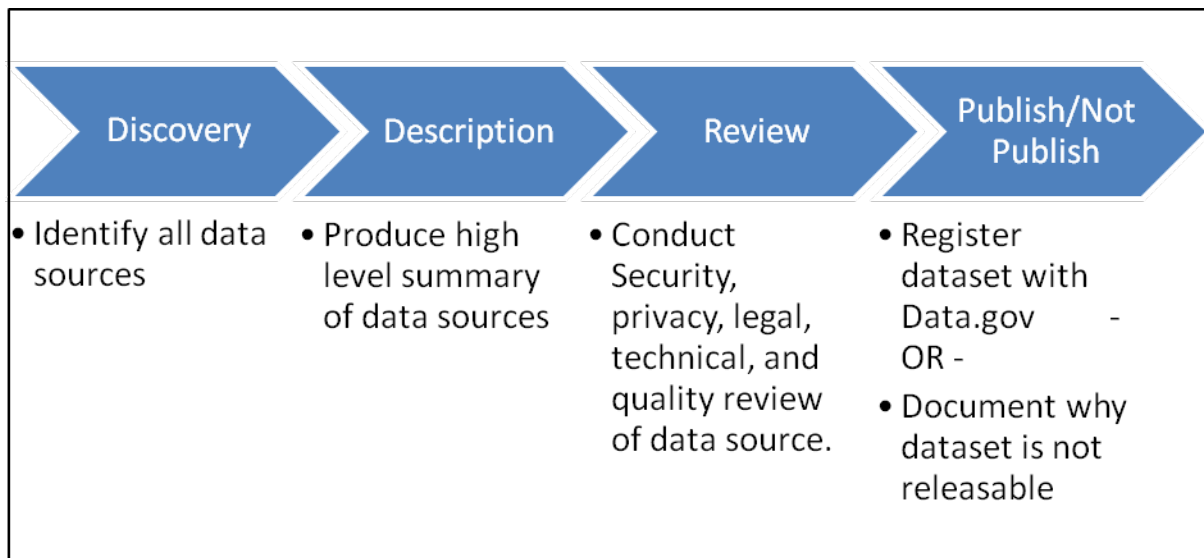 Discovery
• Identify all data
sources
Description
• Produce high
level summary
of data sources
Review
• Conduct
Security,
privacy, legal,
technical, and
quality review
of data source.
Publish/Not
Publish
• Register
dataset with
Data.gov -
OR -
• Document why
dataset is not
releasable